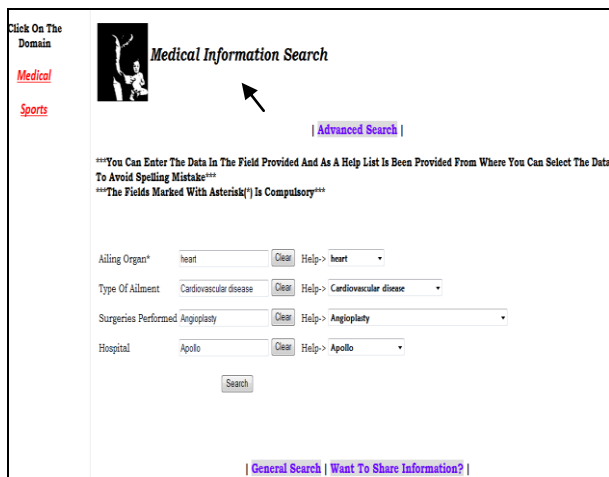 Click On The
Domain
Medical
Sports
Medical Information Search
| Advanced Search |
***You Can Enter The Data In The Field Provided And As A Help List Is Been Provided From Where You Can Select The Data
To Avoid Spelling Mistake***
***The Fields Marked With Asterisk(*) Is Compulsory***
Ailing Organ* heart Clear Help-> heart
Type Of Ailment Cardiovascular disease Clear Help-> Cardiovascular disease
Surgeries Performed Angioplasty Clear Help-> Angioplasty
Hospital Apollo Clear Help-> Apollo
Search
| General Search | Want To Share Information? |